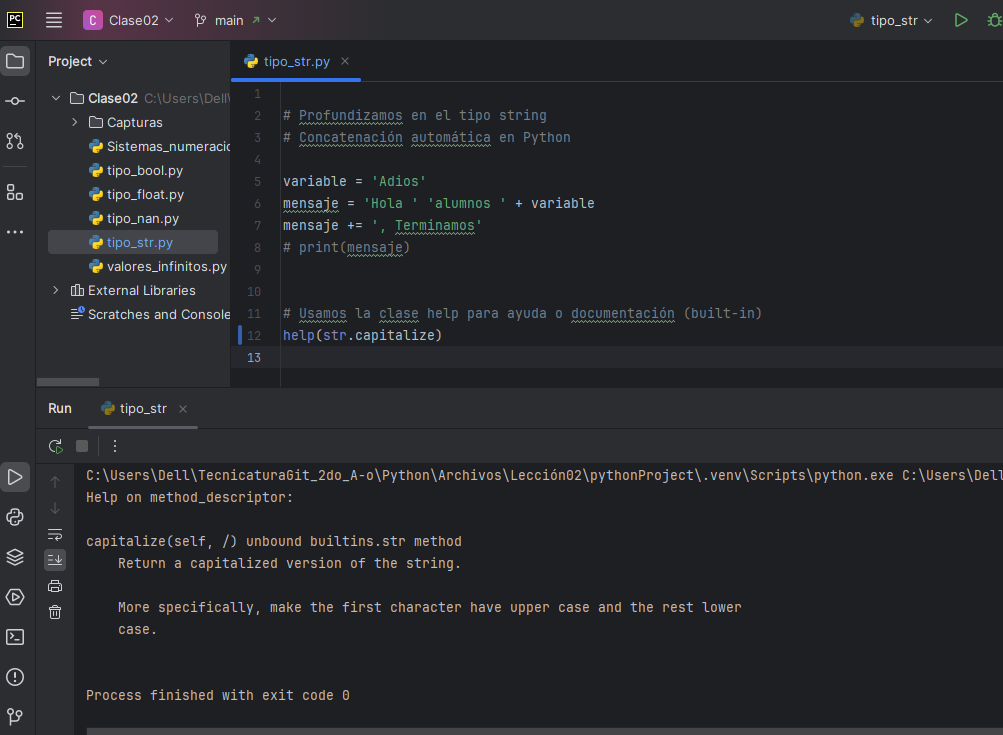 PC
C Clase02 main tipo_str
Project
tipo_str.py
Clase02 C:\Users\Dell\
Capturas
Sistemas_numeracio
tipo_bool.py
tipo_float.py
tipo_nan.py
tipo_str.py
valores_infinitos.py
External Libraries
Scratches and Console
1
2 # Profundizamos en el tipo string
3 # Concatenación automática en Python
4
5 variable = 'Adios'
6 mensaje = 'Hola ' 'alumnos ' + variable
7 mensaje += ', Terminamos'
8 # print(mensaje)
9
10
11 # Usamos la clase help para ayuda o documentación (built-in)
12 help(str.capitalize)
13
Run tipo_str
C:\Users\Dell\TecnicaturaGit_2do_A-o\Python\Archivos\Lección02\pythonProject\.venv\Scripts\python.exe C:\Users\Dell
Help on method_descriptor:
capitalize(self, /) unbound builtins.str method
Return a capitalized version of the string.
More specifically, make the first character have upper case and the rest lower
case.
Process finished with exit code 0